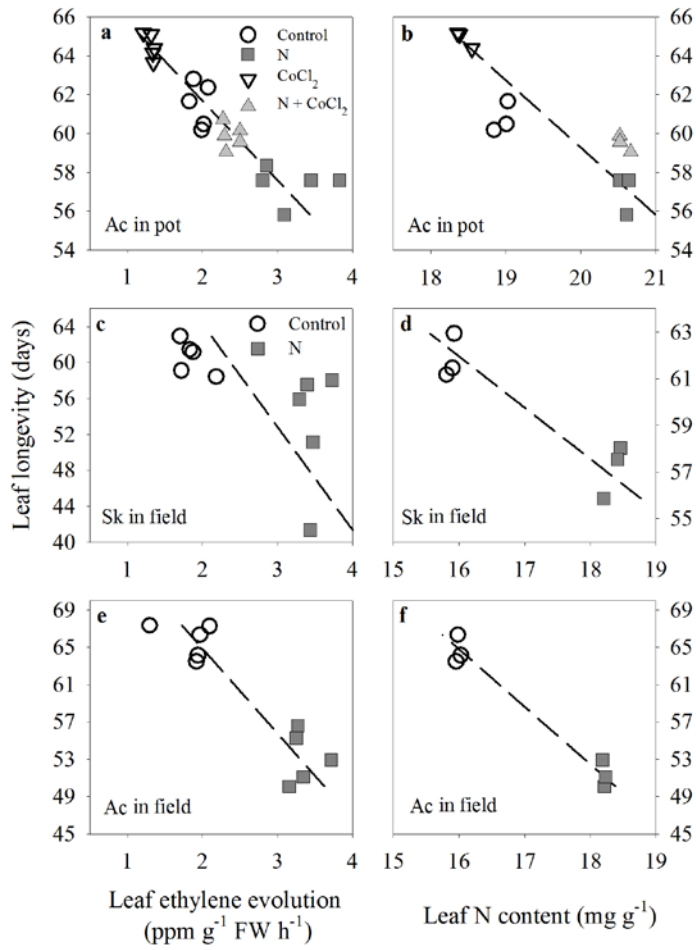 a
Control
N
CoCl2
N + CoCl2
Ac in pot
66
64
62
60
58
56
54
1 2 3 4
b
Ac in pot
66
64
62
60
58
56
54
18 19 20 21
c
Control
N
Sk in field
64
60
56
52
48
44
40
1 2 3 4
d
Sk in field
63
61
59
57
55
15 16 17 18 19
e
Ac in field
69
65
61
57
53
49
45
1 2 3 4
f
Ac in field
69
65
61
57
53
49
45
15 16 17 18 19
Leaf longevity (days)
Leaf ethylene evolution
(ppm g-1 FW h-1)
Leaf N content (mg g-1)